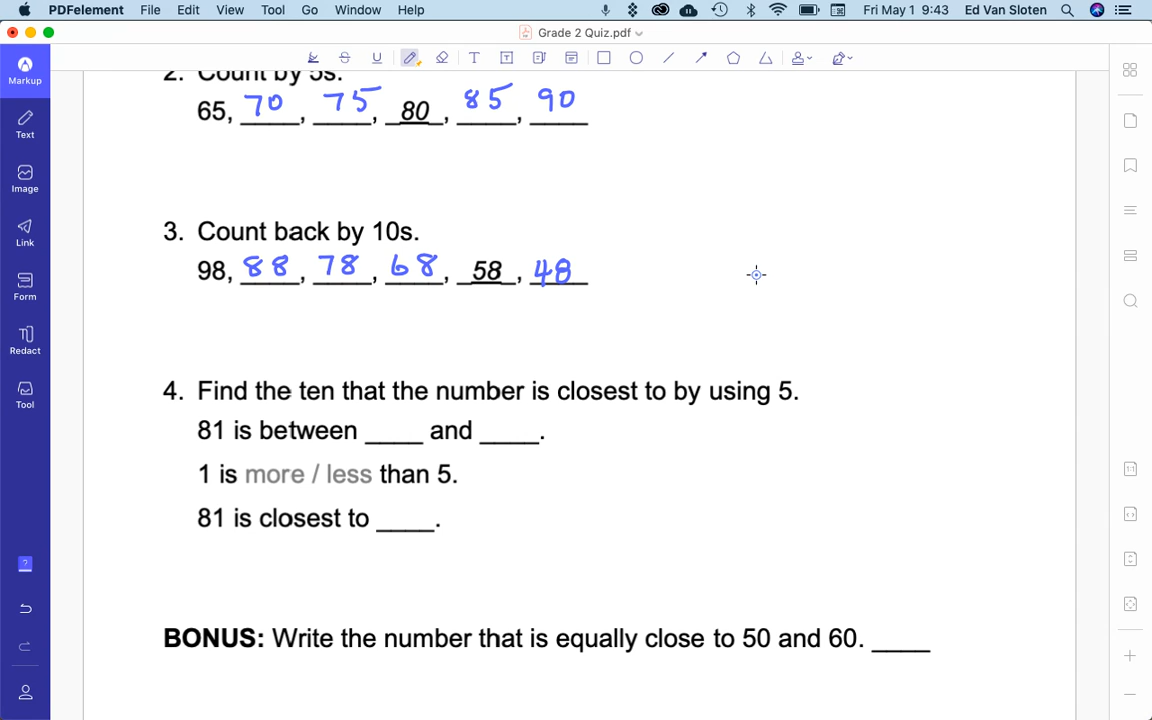 PDFelement File Edit View Tool Go Window Help Fri May 1 9:43 Ed Van Sloten
Grade 2 Quiz.pdf
Markup
Text
Image
Link
Form
Redact
Tool
2. Count by 5s.
65, 70, 75, 80, 85, 90
3. Count back by 10s.
98, 88, 78, 68, 58, 48
4. Find the ten that the number is closest to by using 5.
81 is between ____ and ____.
1 is more / less than 5.
81 is closest to ____.
BONUS: Write the number that is equally close to 50 and 60. ____